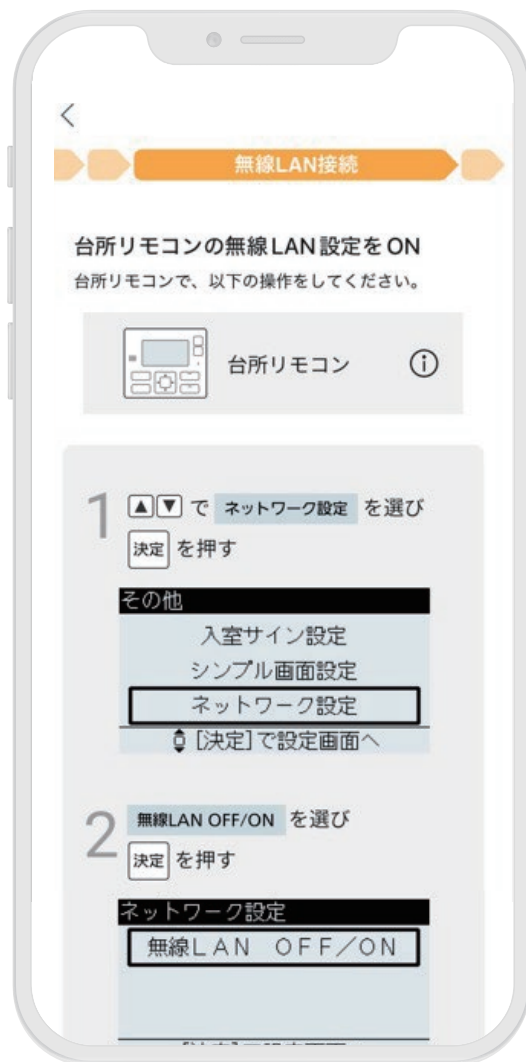 無線LAN接続
台所リモコンの無線LAN設定をON
台所リモコンで、以下の操作をしてください。
台所リモコン
1 ▲▼で ネットワーク設定 を選び
決定 を押す
その他
入室サイン設定
シンプル画面設定
ネットワーク設定
[決定]で設定画面へ
2 無線LAN OFF/ON を選び
決定 を押す
ネットワーク設定
無線LAN OFF/ON